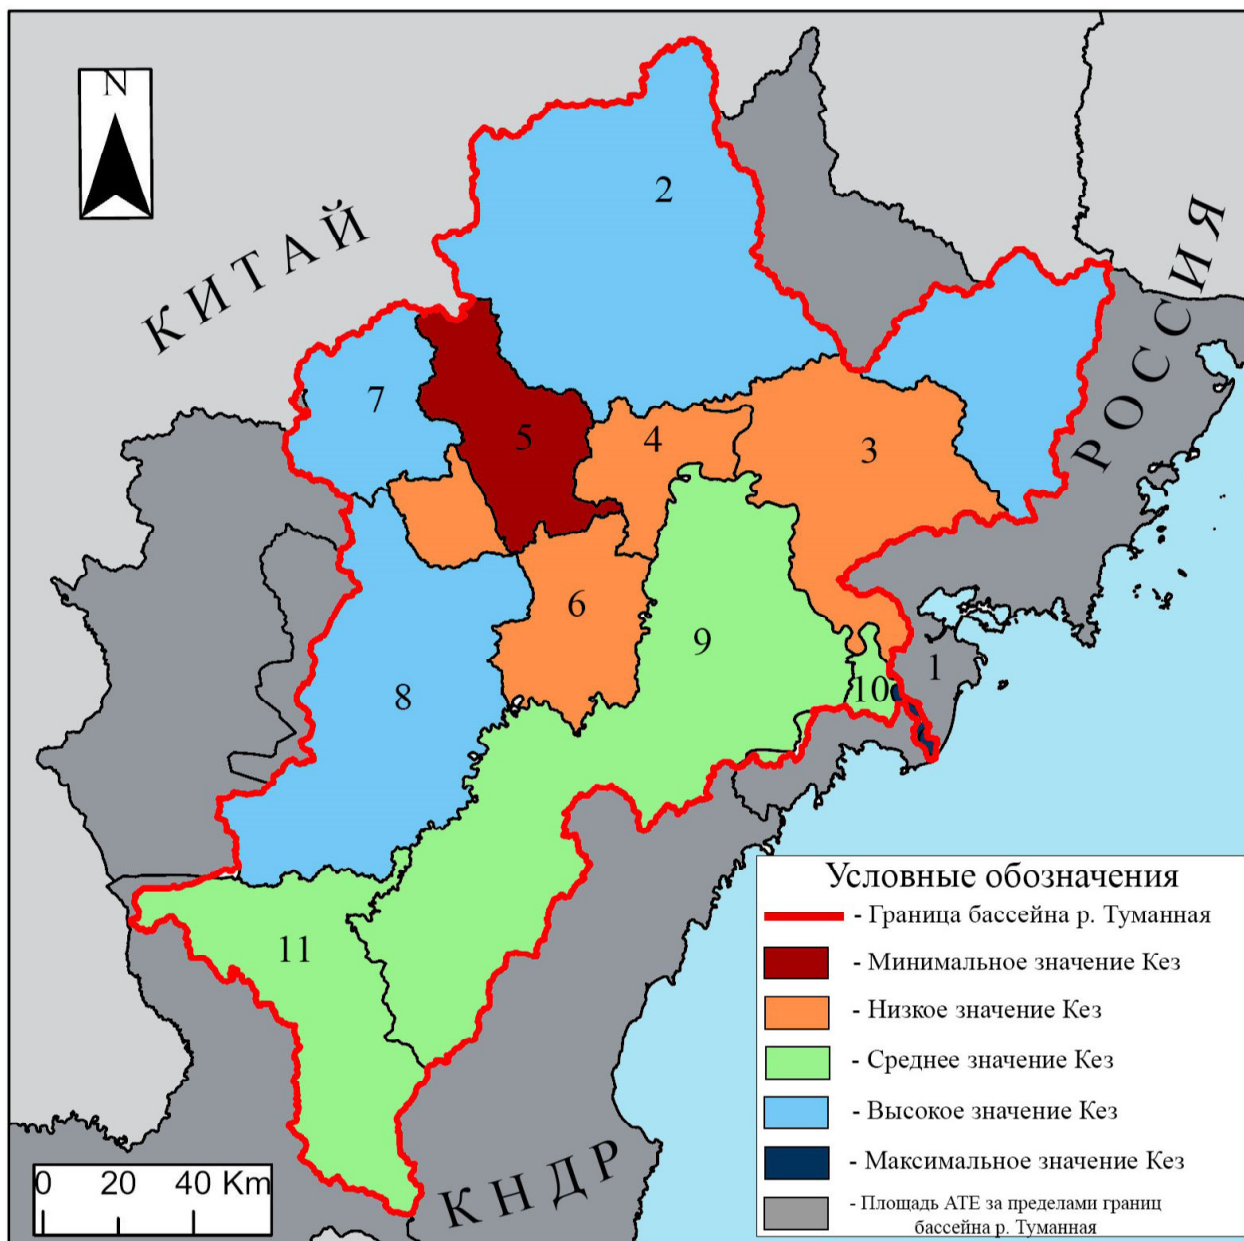 N
КИТАЙ
РОССИЯ
2
7
5
4
3
6
9
1
10
8
11
КНДР
0 20 40 Km
Условные обозначения
- Граница бассейна р. Туманная
- Минимальное значение Кез
- Низкое значение Кез
- Среднее значение Кез
- Высокое значение Кез
- Максимальное значение Кез
- Площадь АТЕ за пределами границ
бассейна р. Туманная